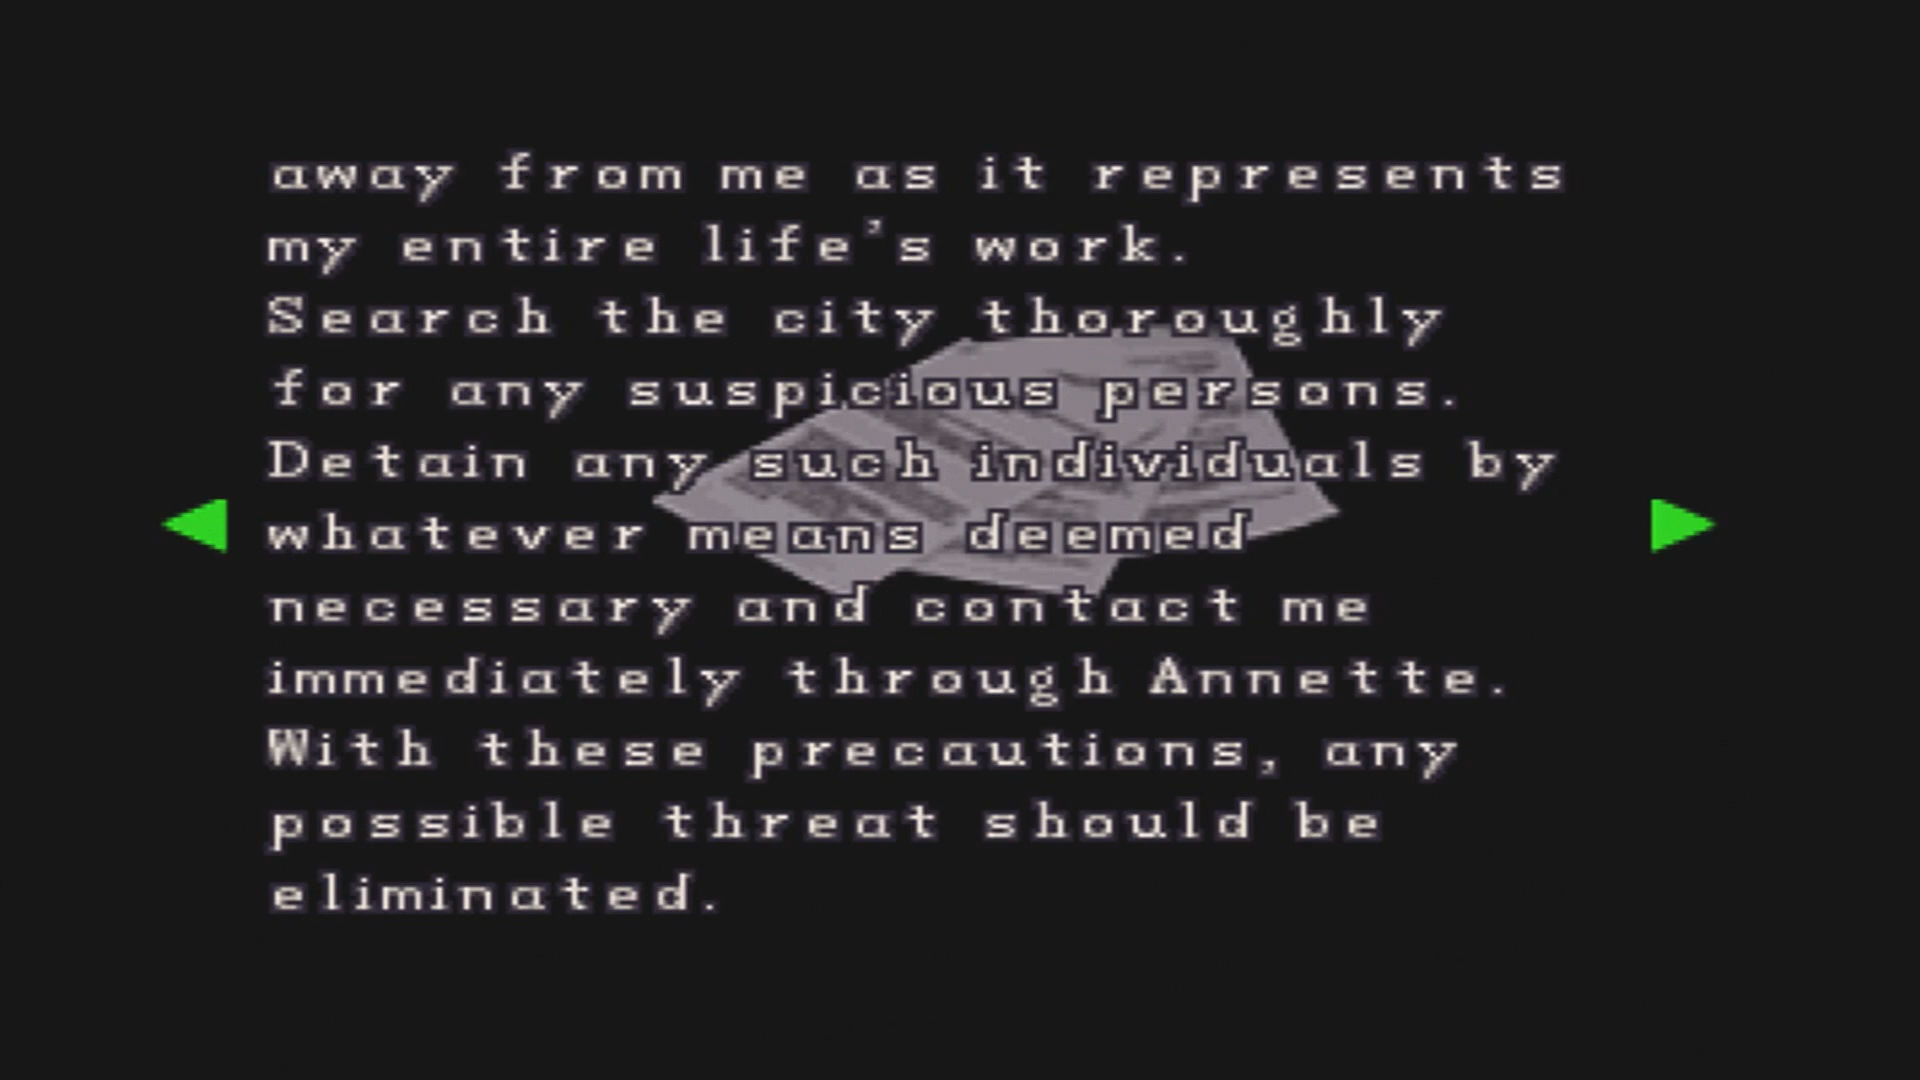 away from me as it represents
my entire life's work.
Search the city thoroughly
for any suspicious persons.
Detain any such individuals by
whatever means deemed
necessary and contact me
immediately through Annette.
With these precautions, any
possible threat should be
eliminated.